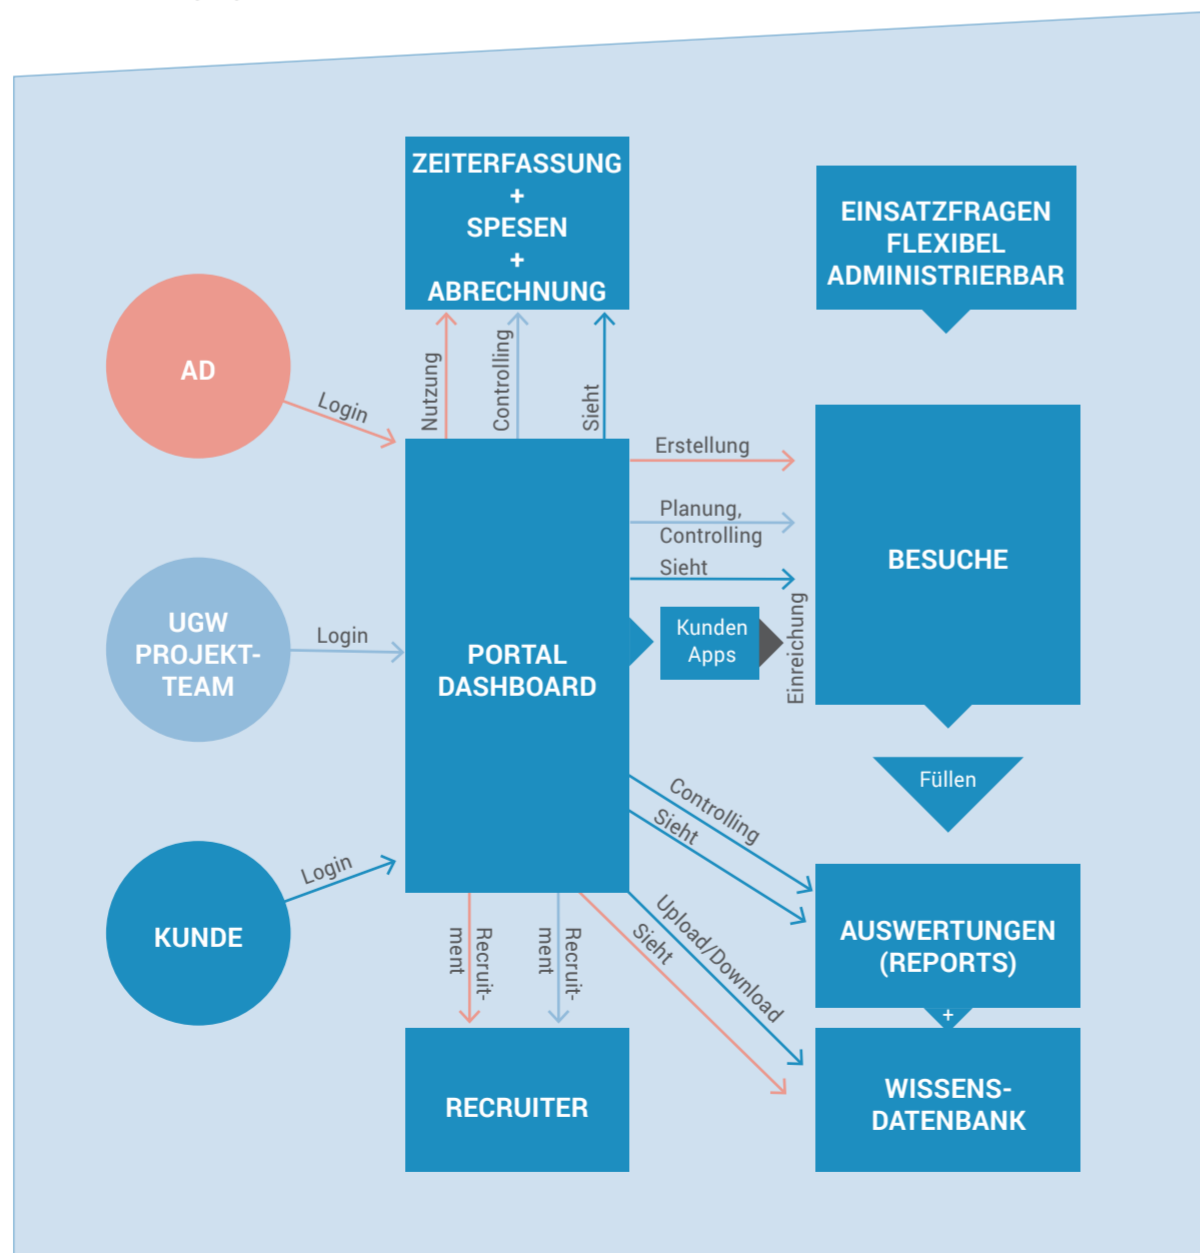 ZEITERFASSUNG
+
SPESEN
+
ABRECHNUNG
EINSATZFRAGEN
FLEXIBEL
ADMINISTRIERBAR
AD
Login
Nutzung
Controlling
Sieht
Erstellung
Planung,
Controlling
Sieht
BESUCHE
UGW
PROJEKT-
TEAM
Login
PORTAL
DASHBOARD
Kunden
Apps
Einreichung
Füllen
KUNDE
Login
Controlling
Sieht
Upload/Download
Sieht
Recruit-
ment
Recruit-
ment
AUSWERTUNGEN
(REPORTS)
+
RECRUITER
WISSENS-
DATENBANK